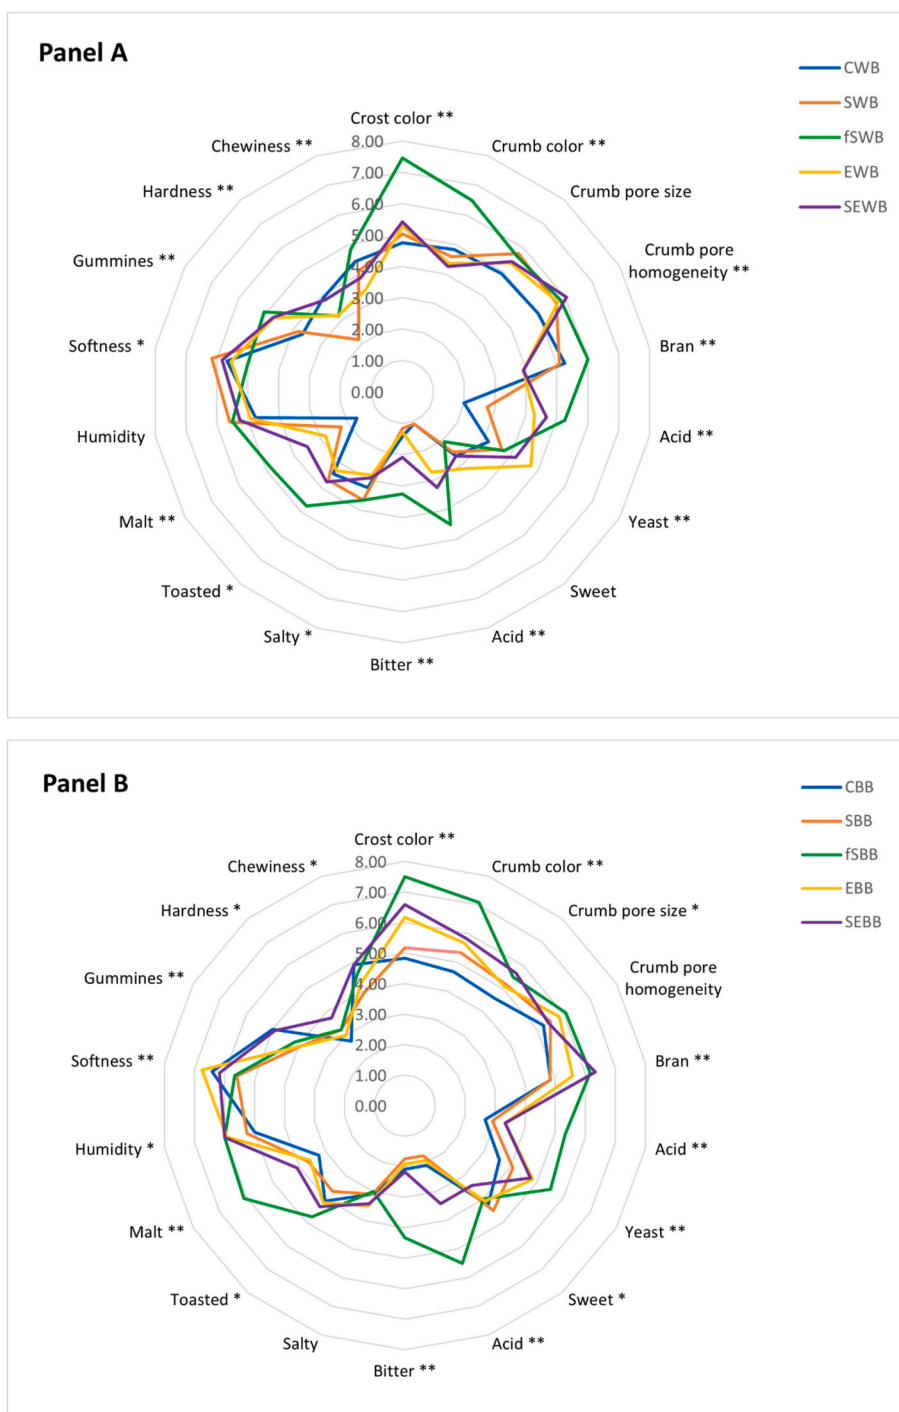 Panel A
CWB
SWB
fSWB
EWB
SEWB
Crost color **
Crumb color **
Crumb pore size
Crumb pore
homogeneity **
Bran **
Acid **
Yeast **
Sweet
Acid **
Bitter **
Salty *
Toasted *
Malt **
Humidity
Softness *
Gummines **
Hardness **
Chewiness **
8.00
7.00
6.00
5.00
4.00
3.00
2.00
1.00
0.00
Panel B
CBB
SBB
fSBB
EBB
SEBB
Crost color **
Crumb color **
Crumb pore size *
Crumb pore
homogeneity
Bran **
Acid **
Yeast **
Sweet *
Acid **
Bitter **
Salty
Toasted *
Malt **
Humidity *
Softness **
Gummines **
Hardness *
Chewiness *
8.00
7.00
6.00
5.00
4.00
3.00
2.00
1.00
0.00